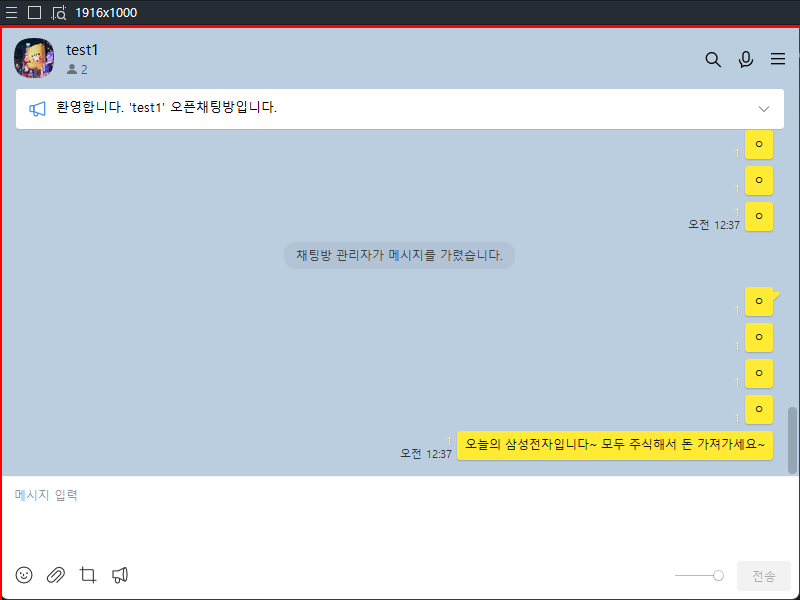 1916x1000
test1
2
환영합니다. 'test1' 오픈채팅방입니다.
1
ㅇ
1
ㅇ
1
오전 12:37
ㅇ
채팅방 관리자가 메시지를 가렸습니다.
1
ㅇ
1
ㅇ
1
ㅇ
1
ㅇ
1
오전 12:37
오늘의 삼성전자입니다~ 모두 주식해서 돈 가져가세요~
메시지 입력
전송